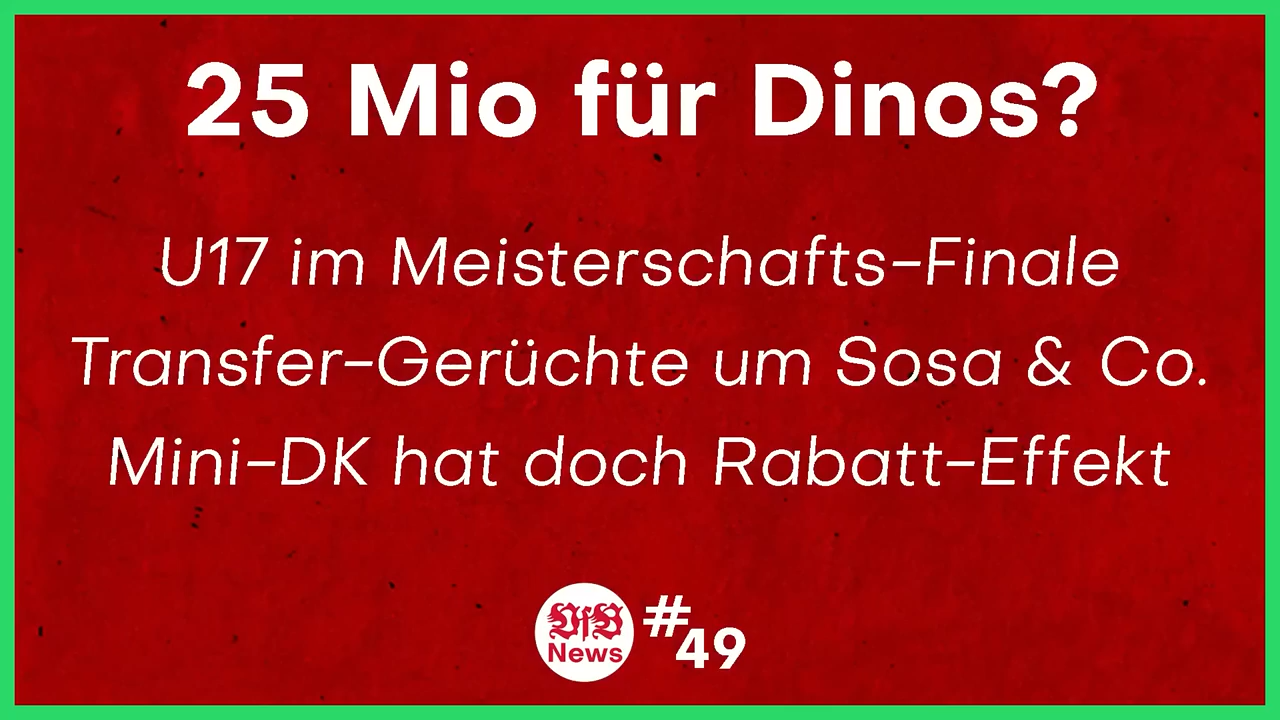 25 Mio für Dinos?
U17 im Meisterschafts-Finale
Transfer-Gerüchte um Sosa & Co.
Mini-DK hat doch Rabatt-Effekt
VfB
News
#49